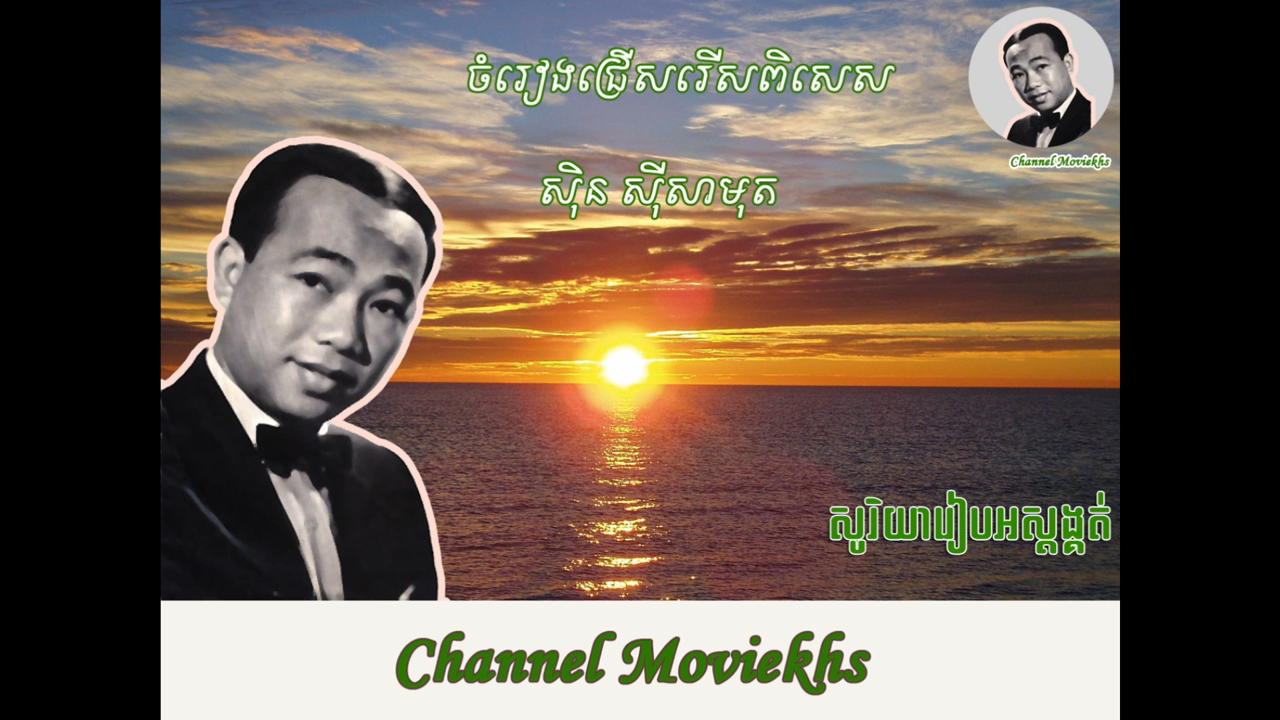 ចំរៀងជ្រើសរើសពិសេស
Channel Moviekhs
ស៊ិន ស៊ីសាមុត
សូរិយារៀបអស្តង្គត់
Channel Moviekhs